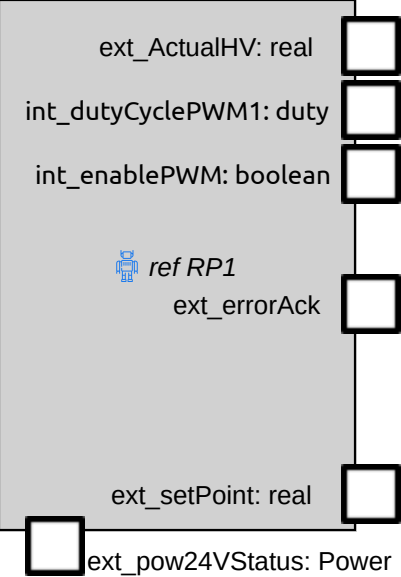 ext_ActualHV: real
int_dutyCyclePWM1: duty
int_enablePWM: boolean
ref RP1
ext_errorAck
ext_setPoint: real
ext_pow24VStatus: Power